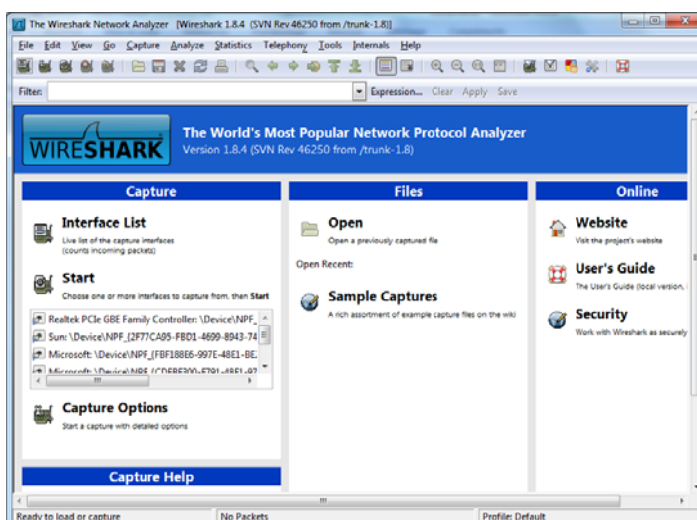 The Wireshark Network Analyzer [Wireshark 1.8.4 (SVN Rev 46250 from /trunk-1.8)]
File Edit View Go Capture Analyze Statistics Telephony Tools Internals Help
Filter: Expression... Clear Apply Save
WIRESHARK
The World's Most Popular Network Protocol Analyzer
Version 1.8.4 (SVN Rev 46250 from /trunk-1.8)
Capture
Interface List
Live list of the capture interfaces
(counts incoming packets)
Start
Choose one or more interfaces to capture from, then Start
Realtek PCIe GBE Family Controller: \Device\NPF_
Sun: \Device\NPF_{2F77CA95-FBD1-4699-8943-74
Microsoft: \Device\NPF_{FBF188E6-997E-48E1-BE
Microsoft: \Device\NPF
Capture Options
Start a capture with detailed options
Capture Help
Files
Open
Open a previously captured file
Open Recent:
Sample Captures
A rich assortment of example capture files on the wiki
Online
Website
Visit the project's website
User's Guide
The User's Guide (local version,
Security
Work with Wireshark as securely
Ready to load or capture
No Packets
Profile: Default